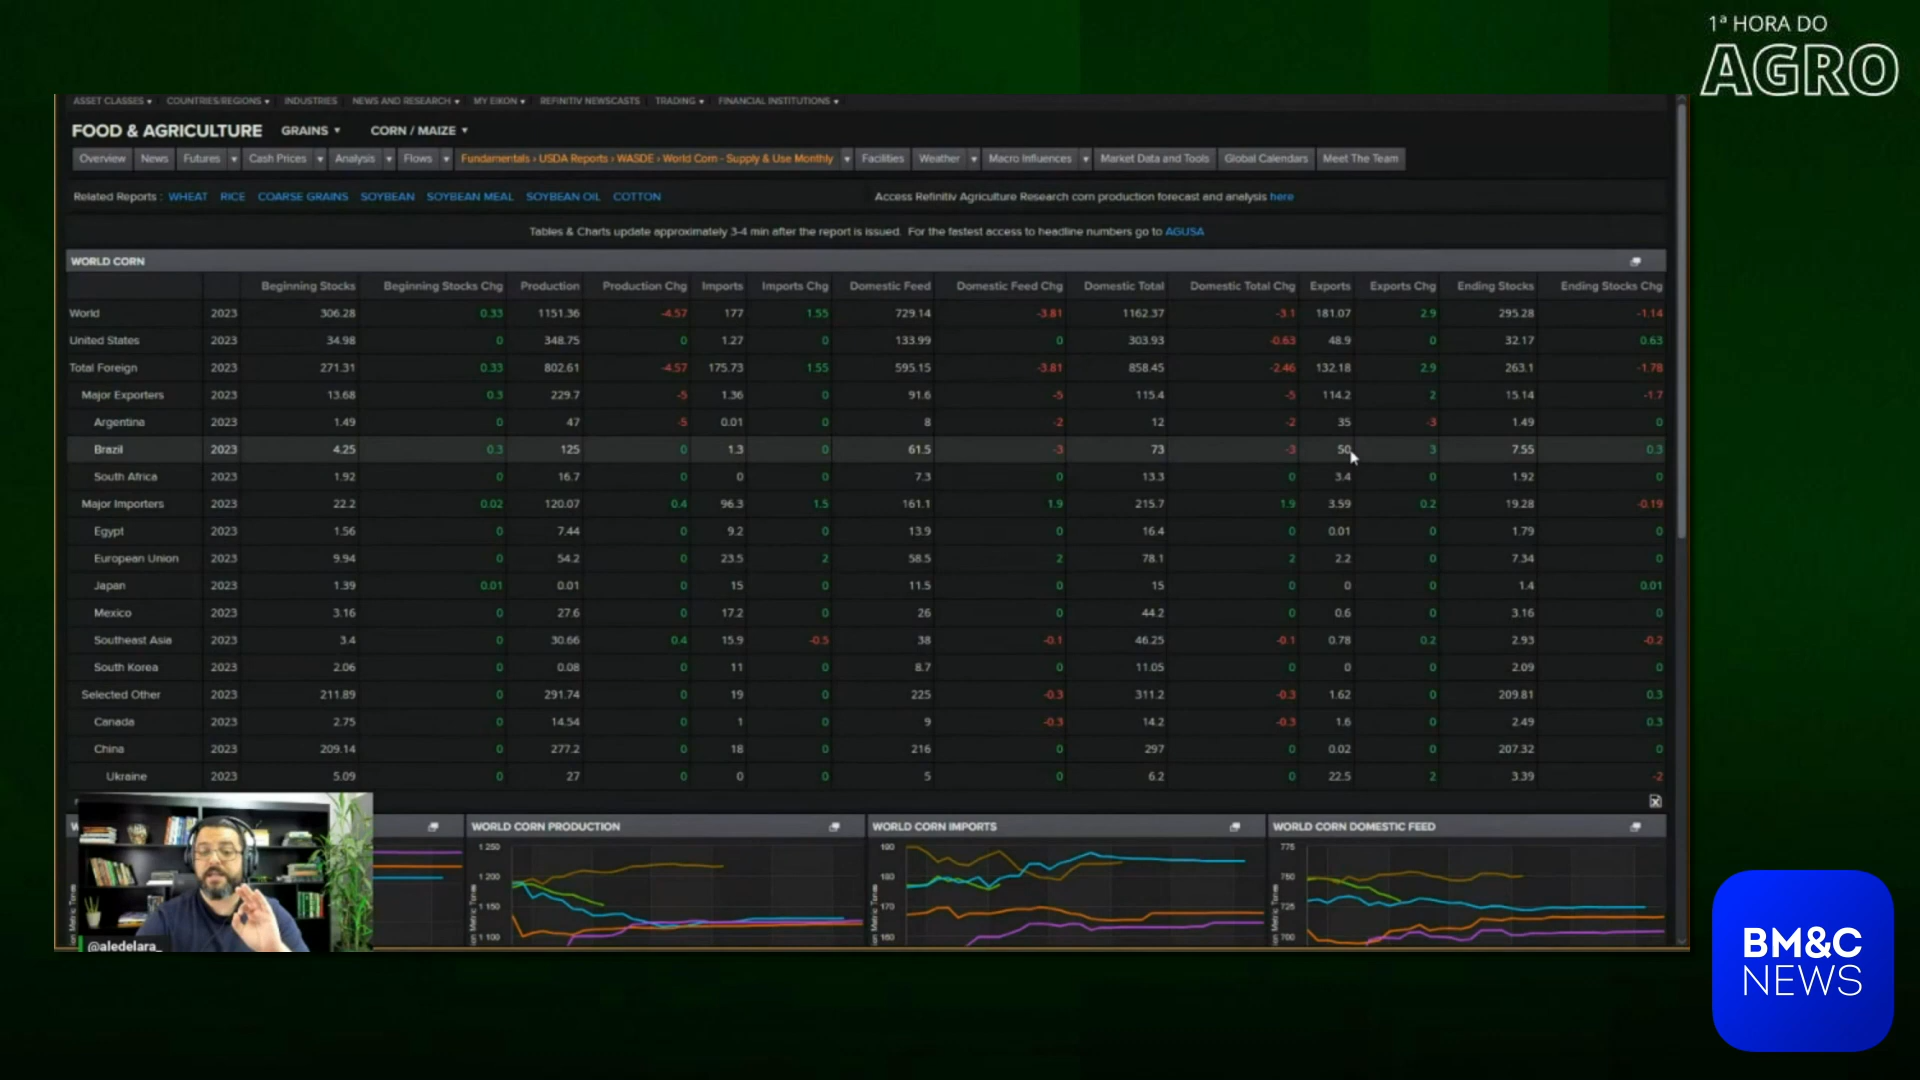 1ª HORA DO
AGRO
ASSET CLASSES COUNTRIES/REGIONS INDUSTRIES NEWS AND RESEARCH MY EIKON REFINITIV NEWSCASTS TRADING FINANCIAL INSTITUTIONS
FOOD & AGRICULTURE GRAINS CORN / MAIZE
Overview News Futures Cash Prices Analysis Flows Fundamentals › USDA Reports › WASDE › World Corn - Supply & Use Monthly Facilities Weather Macro Influences Market Data and Tools Global Calendars Meet The Team
Related Reports : WHEAT RICE COARSE GRAINS SOYBEAN SOYBEAN MEAL SOYBEAN OIL COTTON Access Refinitiv Agriculture Research corn production forecast and analysis here
Tables & Charts update approximately 3-4 min after the report is issued. For the fastest access to headline numbers go to AGUSA
WORLD CORN
Beginning Stocks Beginning Stocks Chg Production Production Chg Imports Imports Chg Domestic Feed Domestic Feed Chg Domestic Total Domestic Total Chg Exports Exports Chg Ending Stocks Ending Stocks Chg
World 2023 306.28 0.33 1151.36 -4.57 177 1.55 729.14 -3.81 1162.37 -3.1 181.07 2.9 295.28 -1.14
United States 2023 34.98 0 348.75 0 1.27 0 133.99 0 303.93 -0.63 48.9 0 32.17 0.63
Total Foreign 2023 271.31 0.33 802.61 -4.57 175.73 1.55 595.15 -3.81 858.45 -2.46 132.18 2.9 263.1 -1.78
Major Exporters 2023 13.68 0.3 229.7 -5 1.36 0 91.6 -5 115.4 -5 114.2 2 15.14 -1.7
Argentina 2023 1.49 0 47 -5 0.01 0 8 -2 12 -2 35 -3 1.49 0
Brazil 2023 4.25 0.3 125 0 1.3 0 61.5 -3 73 -3 50 3 7.55 0.3
South Africa 2023 1.92 0 16.7 0 0 0 7.3 0 13.3 0 3.4 0 1.92 0
Major Importers 2023 22.2 0.02 120.07 0.4 96.3 1.5 161.1 1.9 215.7 1.9 3.59 0.2 19.28 -0.19
Egypt 2023 1.56 0 7.44 0 9.2 0 13.9 0 16.4 0 0.01 0 1.79 0
European Union 2023 9.94 0 54.2 0 23.5 2 58.5 2 78.1 2 2.2 0 7.34 0
Japan 2023 1.39 0.01 0.01 0 15 0 11.5 0 15 0 0 0 1.4 0.01
Mexico 2023 3.16 0 27.6 0 17.2 0 26 0 44.2 0 0.6 0 3.16 0
Southeast Asia 2023 3.4 0 30.66 0.4 15.9 -0.5 38 -0.1 46.25 -0.1 0.78 0.2 2.93 -0.2
South Korea 2023 2.06 0 0.08 0 11 0 8.7 0 11.05 0 0 0 2.09 0
Selected Other 2023 211.89 0 291.74 0 19 0 225 -0.3 311.2 -0.3 1.62 0 209.81 0.3
Canada 2023 2.75 0 14.54 0 1 0 9 -0.3 14.2 -0.3 1.6 0 2.49 0.3
China 2023 209.14 0 277.2 0 18 0 216 0 297 0 0.02 0 207.32 0
Ukraine 2023 5.09 0 27 0 0 0 5 0 6.2 0 22.5 2 3.39 -2
WORLD CORN PRODUCTION WORLD CORN IMPORTS WORLD CORN DOMESTIC FEED
1 250 190 775
1 200 180 750
1 150 170 725
1 100 160 700
@aledelara_
BM&C
NEWS